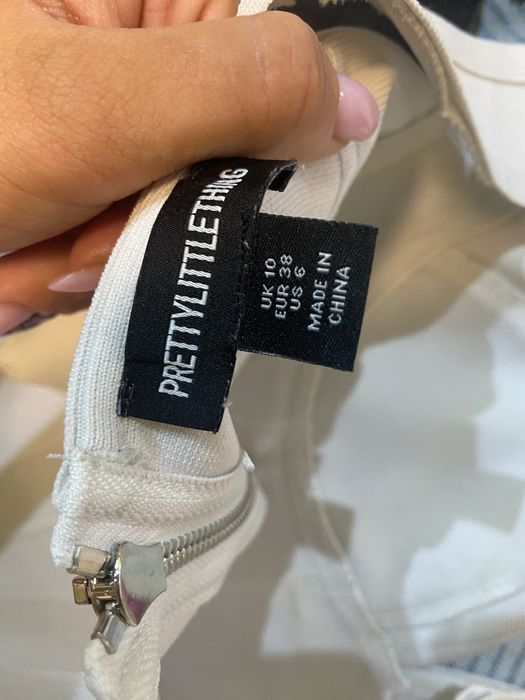 PRETTYLITTLETHING
UK 10
EUR 38
US 6
MADE IN
CHINA